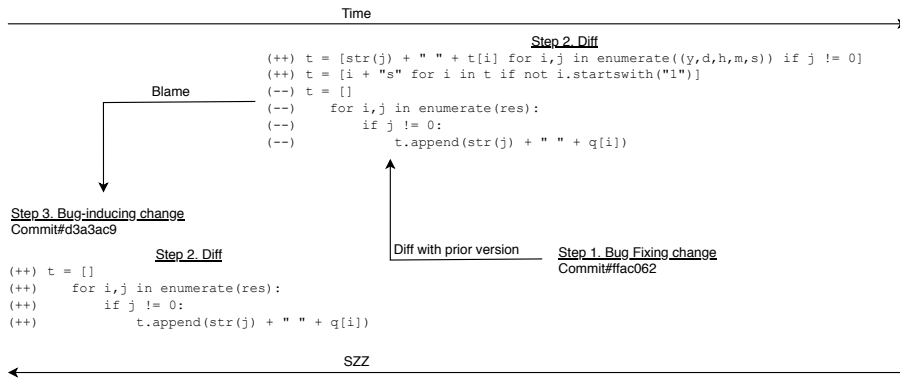 Time
Step 2. Diff
(++) t = [str(j) + " " + t[i] for i,j in enumerate((y,d,h,m,s)) if j != 0]
(++) t = [i + "s" for i in t if not i.startswith("1")]
(--) t = []
(--)     for i,j in enumerate(res):
(--)         if j != 0:
(--)             t.append(str(j) + " " + q[i])
Blame
Step 3. Bug-inducing change
Commit#d3a3ac9
Step 2. Diff
(++) t = []
(++)     for i,j in enumerate(res):
(++)         if j != 0:
(++)             t.append(str(j) + " " + q[i])
Diff with prior version
Step 1. Bug Fixing change
Commit#ffac062
SZZ